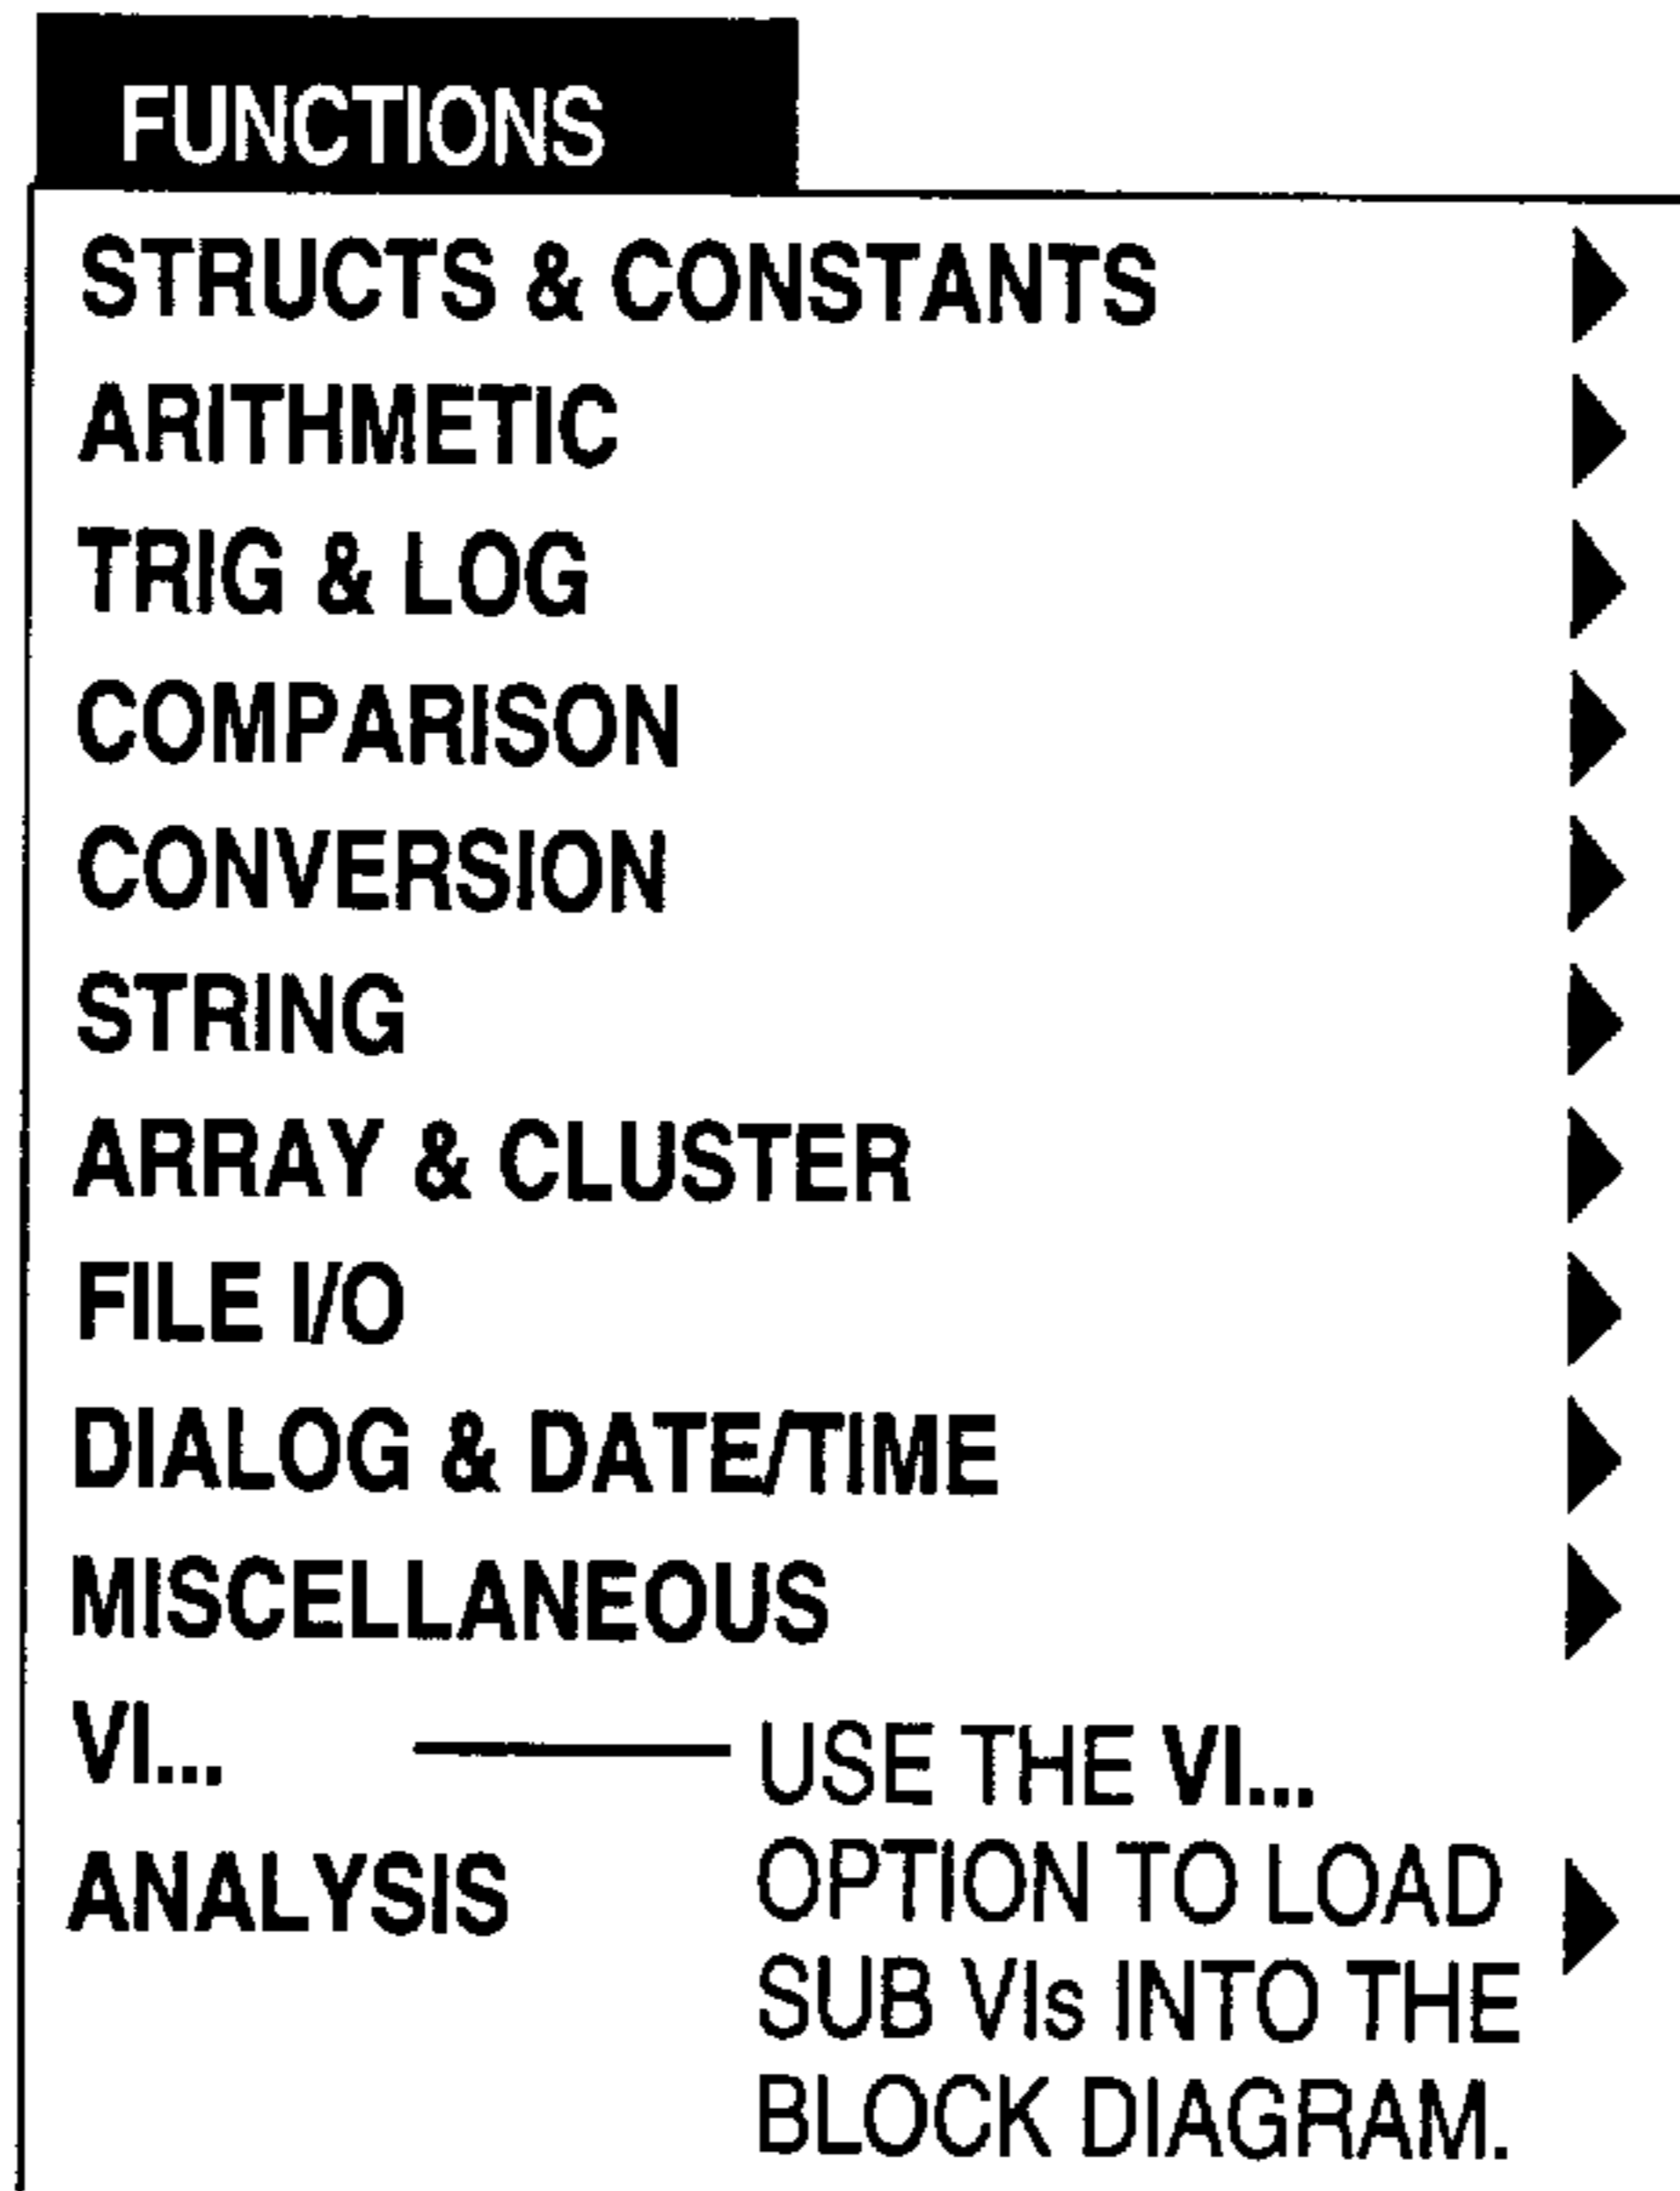 FUNCTIONS
STRUCTS & CONSTANTS
ARITHMETIC
TRIG & LOG
COMPARISON
CONVERSION
STRING
ARRAY & CLUSTER
FILE I/O
DIALOG & DATE/TIME
MISCELLANEOUS
VI...
ANALYSIS
USE THE VI...
OPTION TO LOAD
SUB VIs INTO THE
BLOCK DIAGRAM.